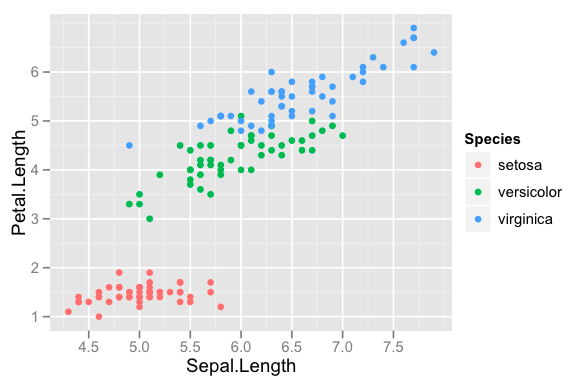 6
5
4
3
2
1
Petal.Length
4.5 5.0 5.5 6.0 6.5 7.0 7.5
Sepal.Length
Species
setosa
versicolor
virginica